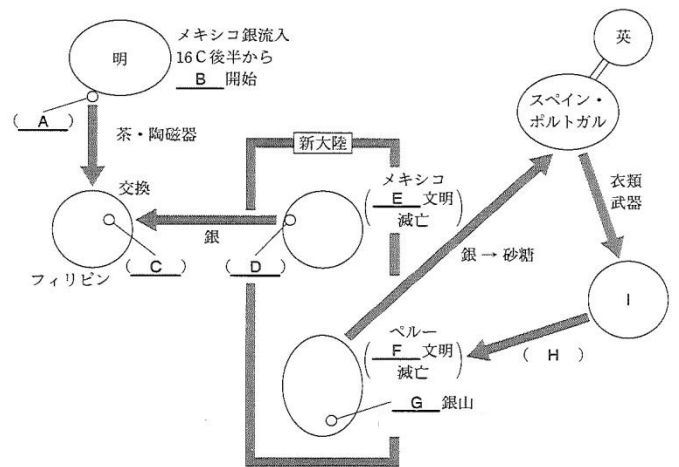 明
メキシコ銀流入
16C後半から
B 開始
英
スペイン・
ポルトガル
( A )
茶・陶磁器
新大陸
衣類
武器
交換
メキシコ
E 文明
滅亡
銀
( C )
( D )
フィリピン
銀→砂糖
I
ペルー
F 文明
滅亡
( H )
G 銀山